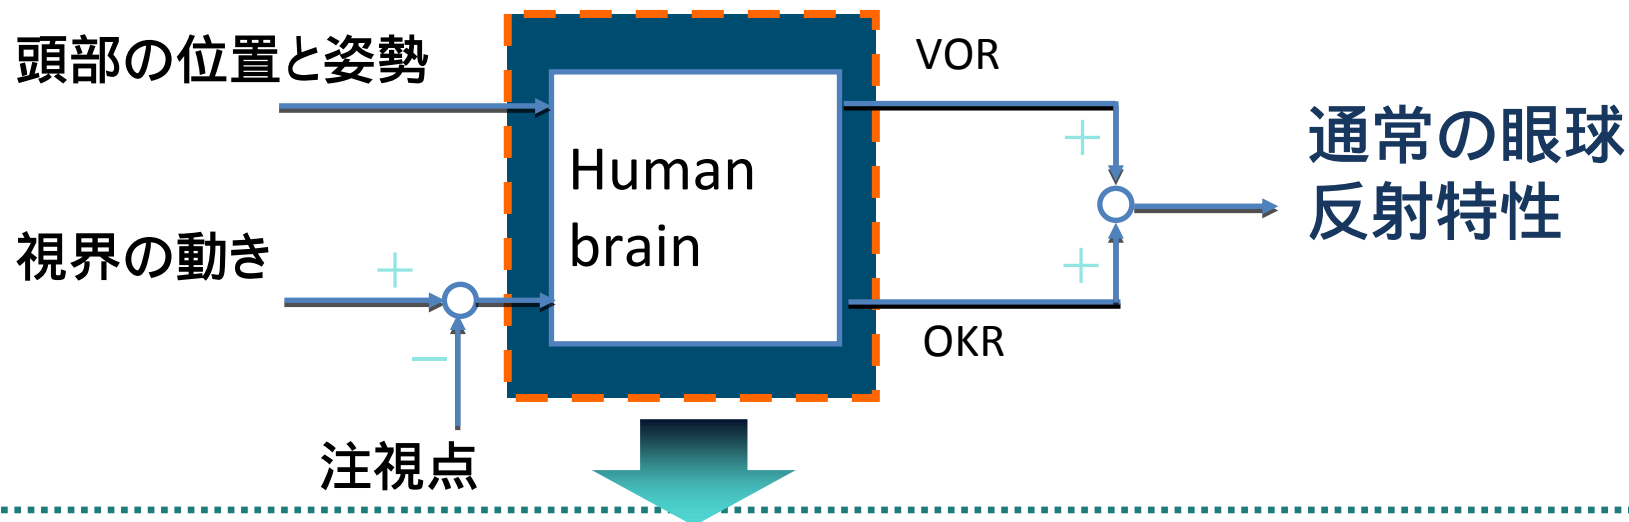 頭部の位置と姿勢
VOR
通常の眼球
反射特性
Human
brain
視界の動き
+
+
+
−
OKR
注視点